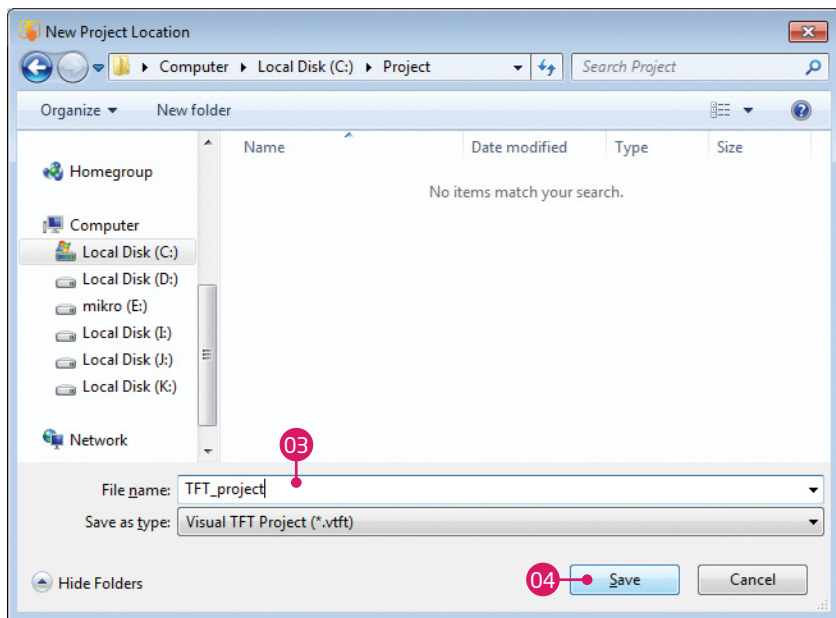 New Project Location
Computer Local Disk (C:) Project Search Project
Organize New folder
Name Date modified Type Size
No items match your search.
Homegroup
Computer
Local Disk (C:)
Local Disk (D:)
mikro (E:)
Local Disk (I:)
Local Disk (J:)
Local Disk (K:)
Network
03
File name: TFT_project
Save as type: Visual TFT Project (*.vtft)
Hide Folders
04 Save Cancel